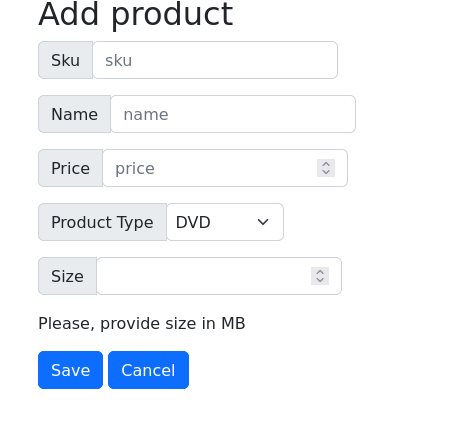 Add product
Sku sku
Name name
Price price
Product Type DVD
Size
Please, provide size in MB
Save Cancel